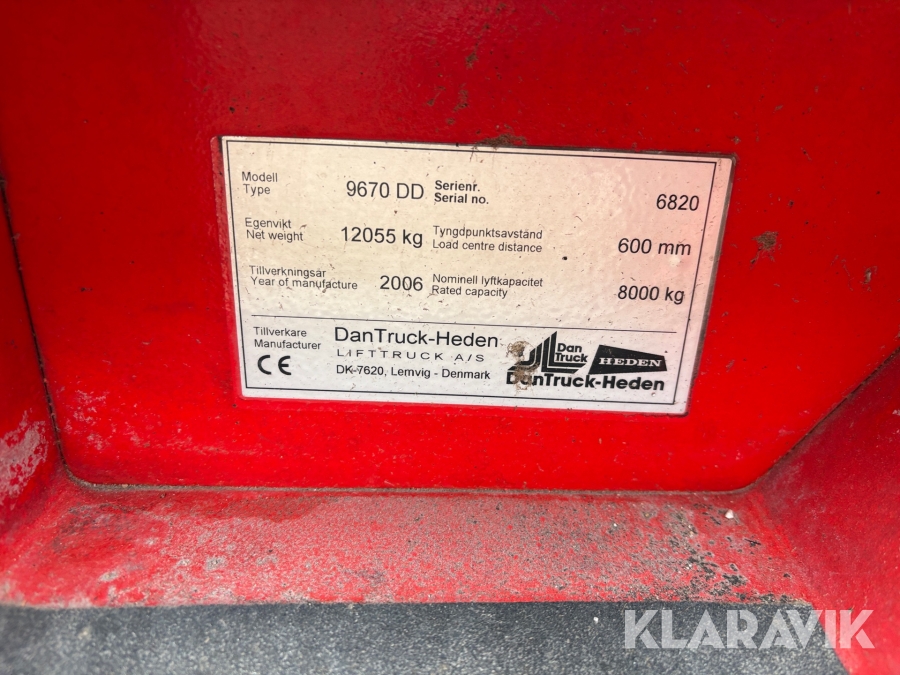 Modell
Type
9670 DD
Serienr.
Serial no.
6820
Egenvikt
Net weight
12055 kg
Tyngdpunktsavstånd
Load centre distance
600 mm
Tillverkningsår
Year of manufacture
2006
Nominell lyftkapacitet
Rated capacity
8000 kg
Tillverkare
Manufacturer
CE
DanTruck-Heden
LIFTTRUCK A/S
DK-7620, Lemvig - Denmark
Dan
Truck
HEDEN
DanTruck-Heden
KLARAVIK